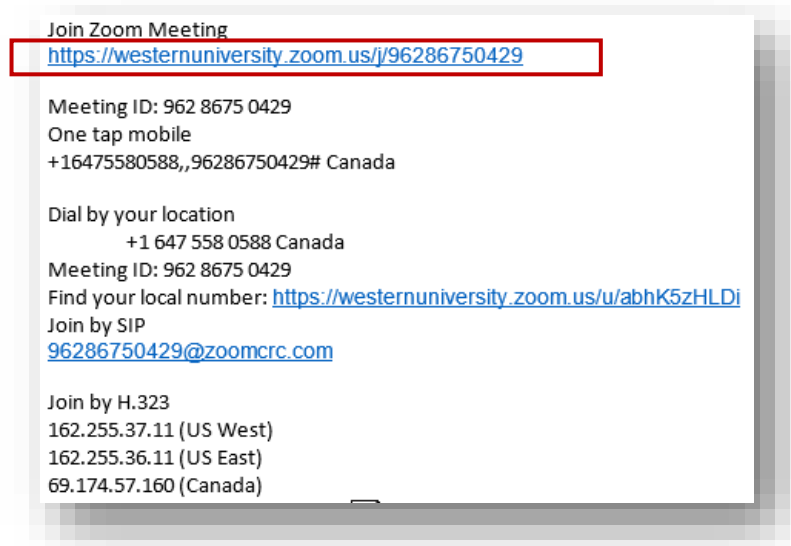 Join Zoom Meeting
https://westernuniversity.zoom.us/j/96286750429
Meeting ID: 962 8675 0429
One tap mobile
+16475580588,,96286750429# Canada
Dial by your location
+1 647 558 0588 Canada
Meeting ID: 962 8675 0429
Find your local number: https://westernuniversity.zoom.us/u/abhK5zHLDi
Join by SIP
96286750429@zoomcrc.com
Join by H.323
162.255.37.11 (US West)
162.255.36.11 (US East)
69.174.57.160 (Canada)